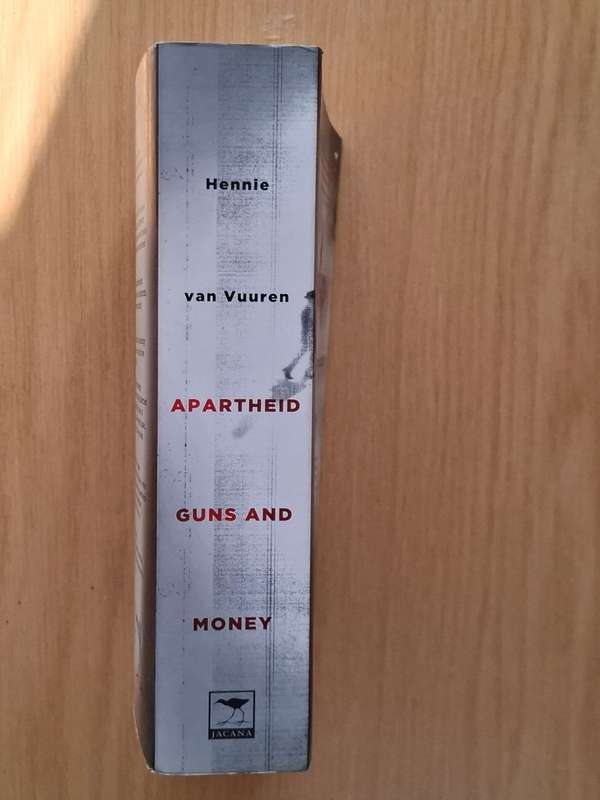 Hennie
van Vuuren
APARTHEID
GUNS AND
MONEY
JACANA